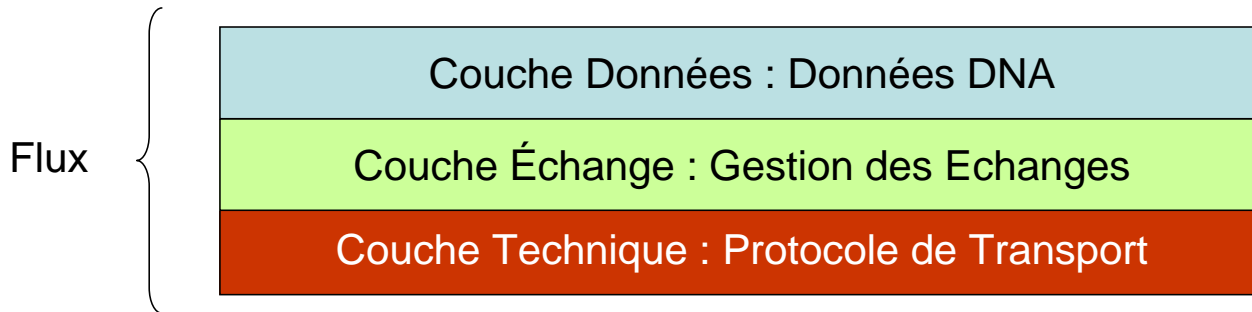 Couche Données : Données DNA
Flux
Couche Échange : Gestion des Echanges
Couche Technique : Protocole de Transport